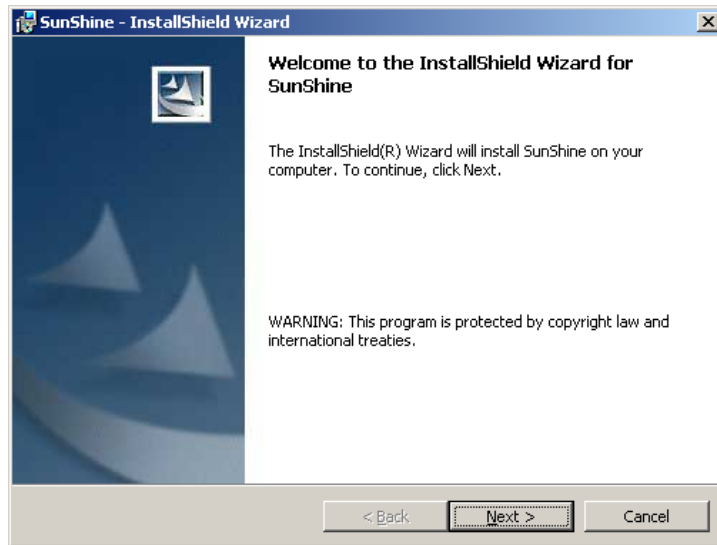 SunShine - InstallShield Wizard
Welcome to the InstallShield Wizard for
SunShine
The InstallShield(R) Wizard will install SunShine on your
computer. To continue, click Next.
WARNING: This program is protected by copyright law and
international treaties.
< Back
Next >
Cancel